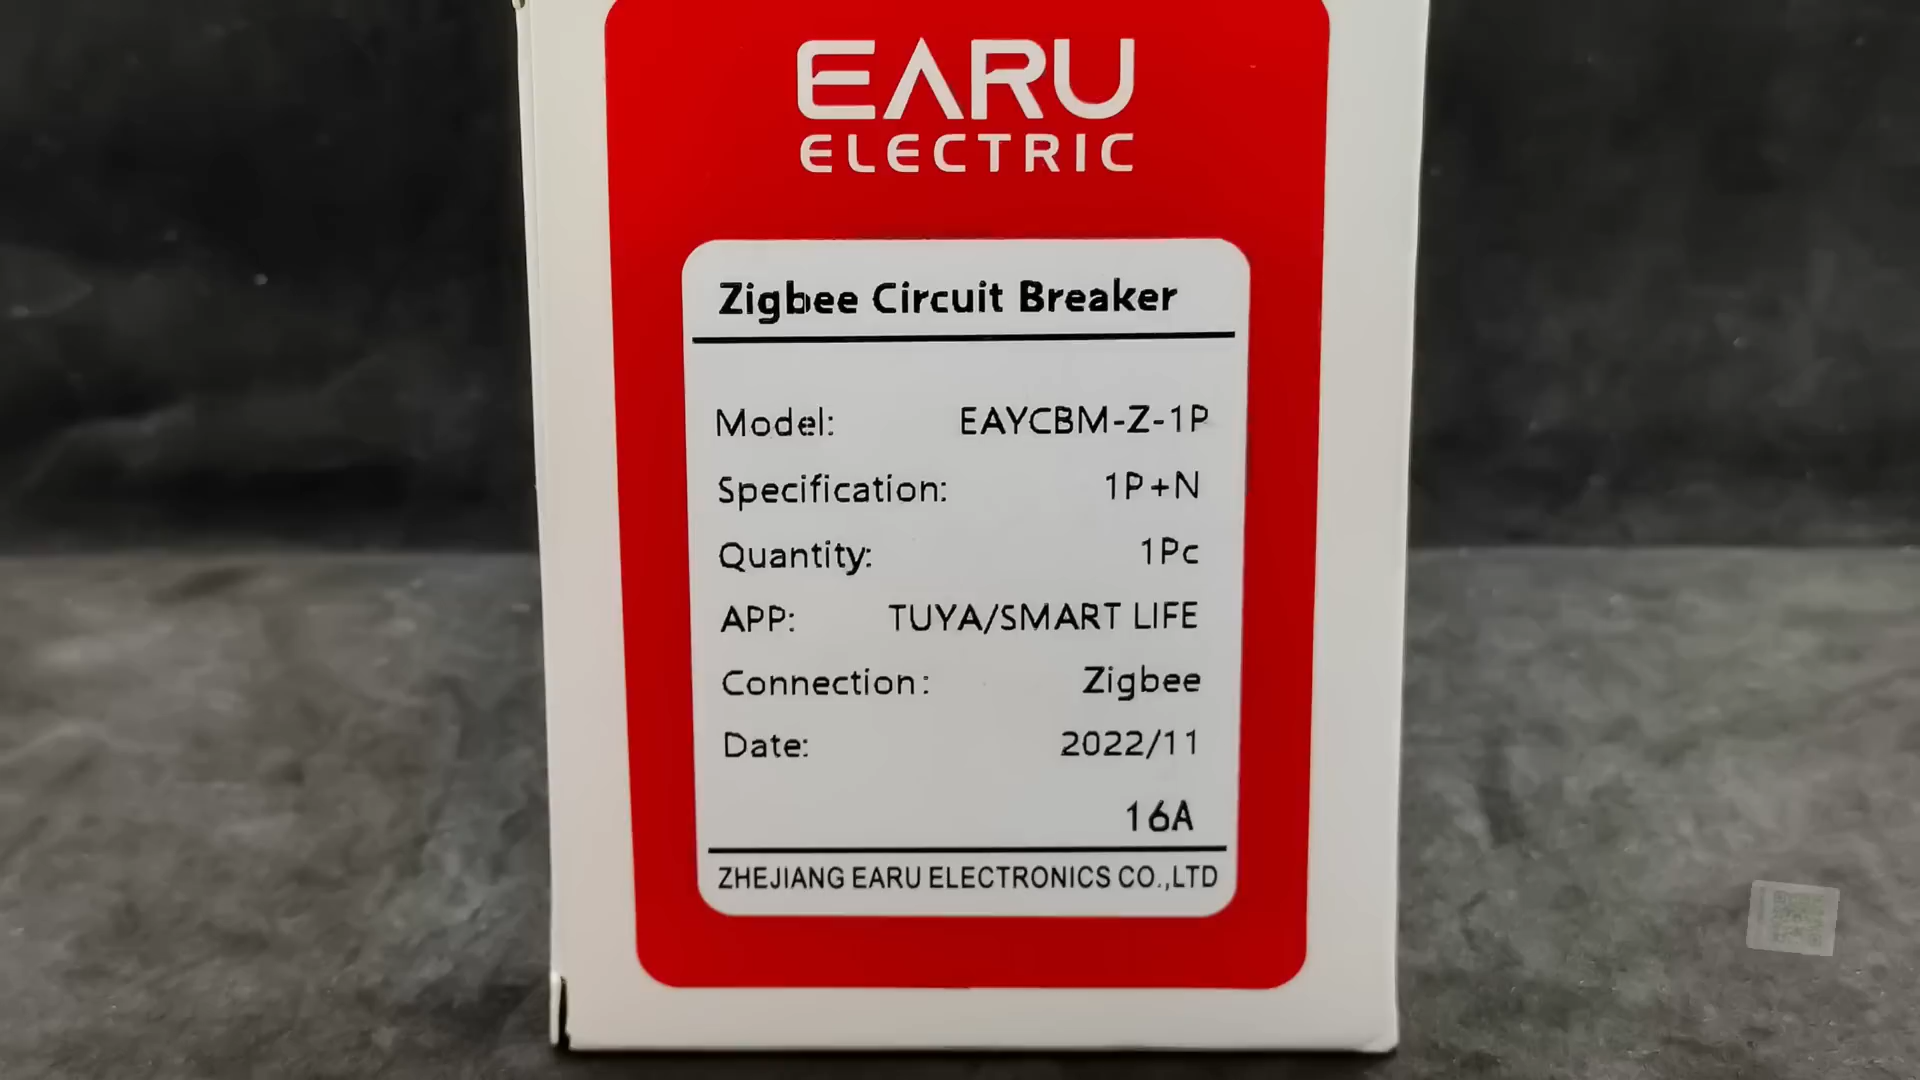 EARU
ELECTRIC
Zigbee Circuit Breaker
Model: EAYCBM-Z-1P
Specification: 1P+N
Quantity: 1Pc
APP: TUYA/SMART LIFE
Connection: Zigbee
Date: 2022/11
16A
ZHEJIANG EARU ELECTRONICS CO.,LTD